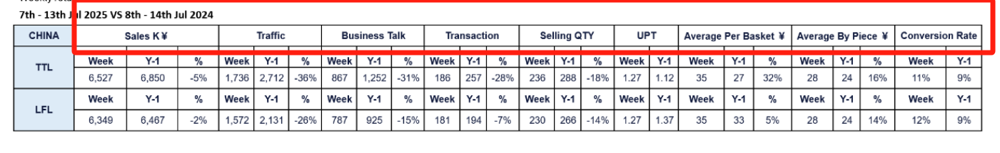 7th - 13th Jul 2025 VS 8th - 14th Jul 2024
CHINA Sales K ¥ Traffic Business Talk Transaction Selling QTY UPT Average Per Basket ¥ Average By Piece ¥ Conversion Rate
TTL Week Y-1 % Week Y-1 % Week Y-1 % Week Y-1 % Week Y-1 % Week Y-1 Week Y-1 % Week Y-1 % Week Y-1
6,527 6,850 -5% 1,736 2,712 -36% 867 1,252 -31% 186 257 -28% 236 288 -18% 1.27 1.12 35 27 32% 28 24 16% 11% 9%
LFL Week Y-1 % Week Y-1 % Week Y-1 % Week Y-1 % Week Y-1 % Week Y-1 Week Y-1 % Week Y-1 % Week Y-1
6,349 6,467 -2% 1,572 2,131 -26% 787 925 -15% 181 194 -7% 230 266 -14% 1.27 1.37 35 33 5% 28 24 14% 12% 9%